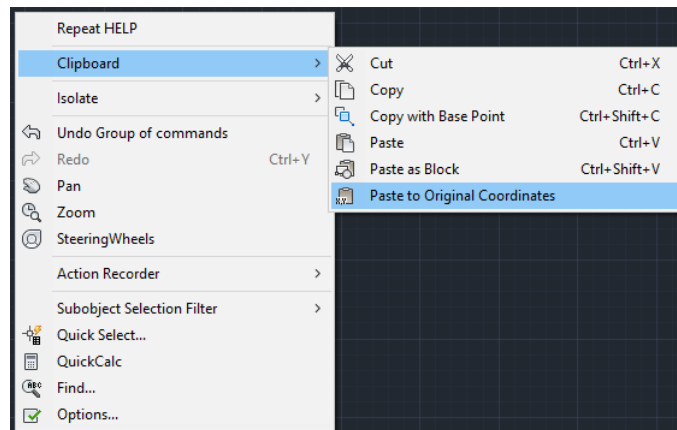 Repeat HELP
Clipboard
Isolate
Undo Group of commands
Redo Ctrl+Y
Pan
Zoom
SteeringWheels
Action Recorder
Subobject Selection Filter
Quick Select...
QuickCalc
ABC Find...
Options...
Cut Ctrl+X
Copy Ctrl+C
Copy with Base Point Ctrl+Shift+C
Paste Ctrl+V
Paste as Block Ctrl+Shift+V
X,Y Paste to Original Coordinates